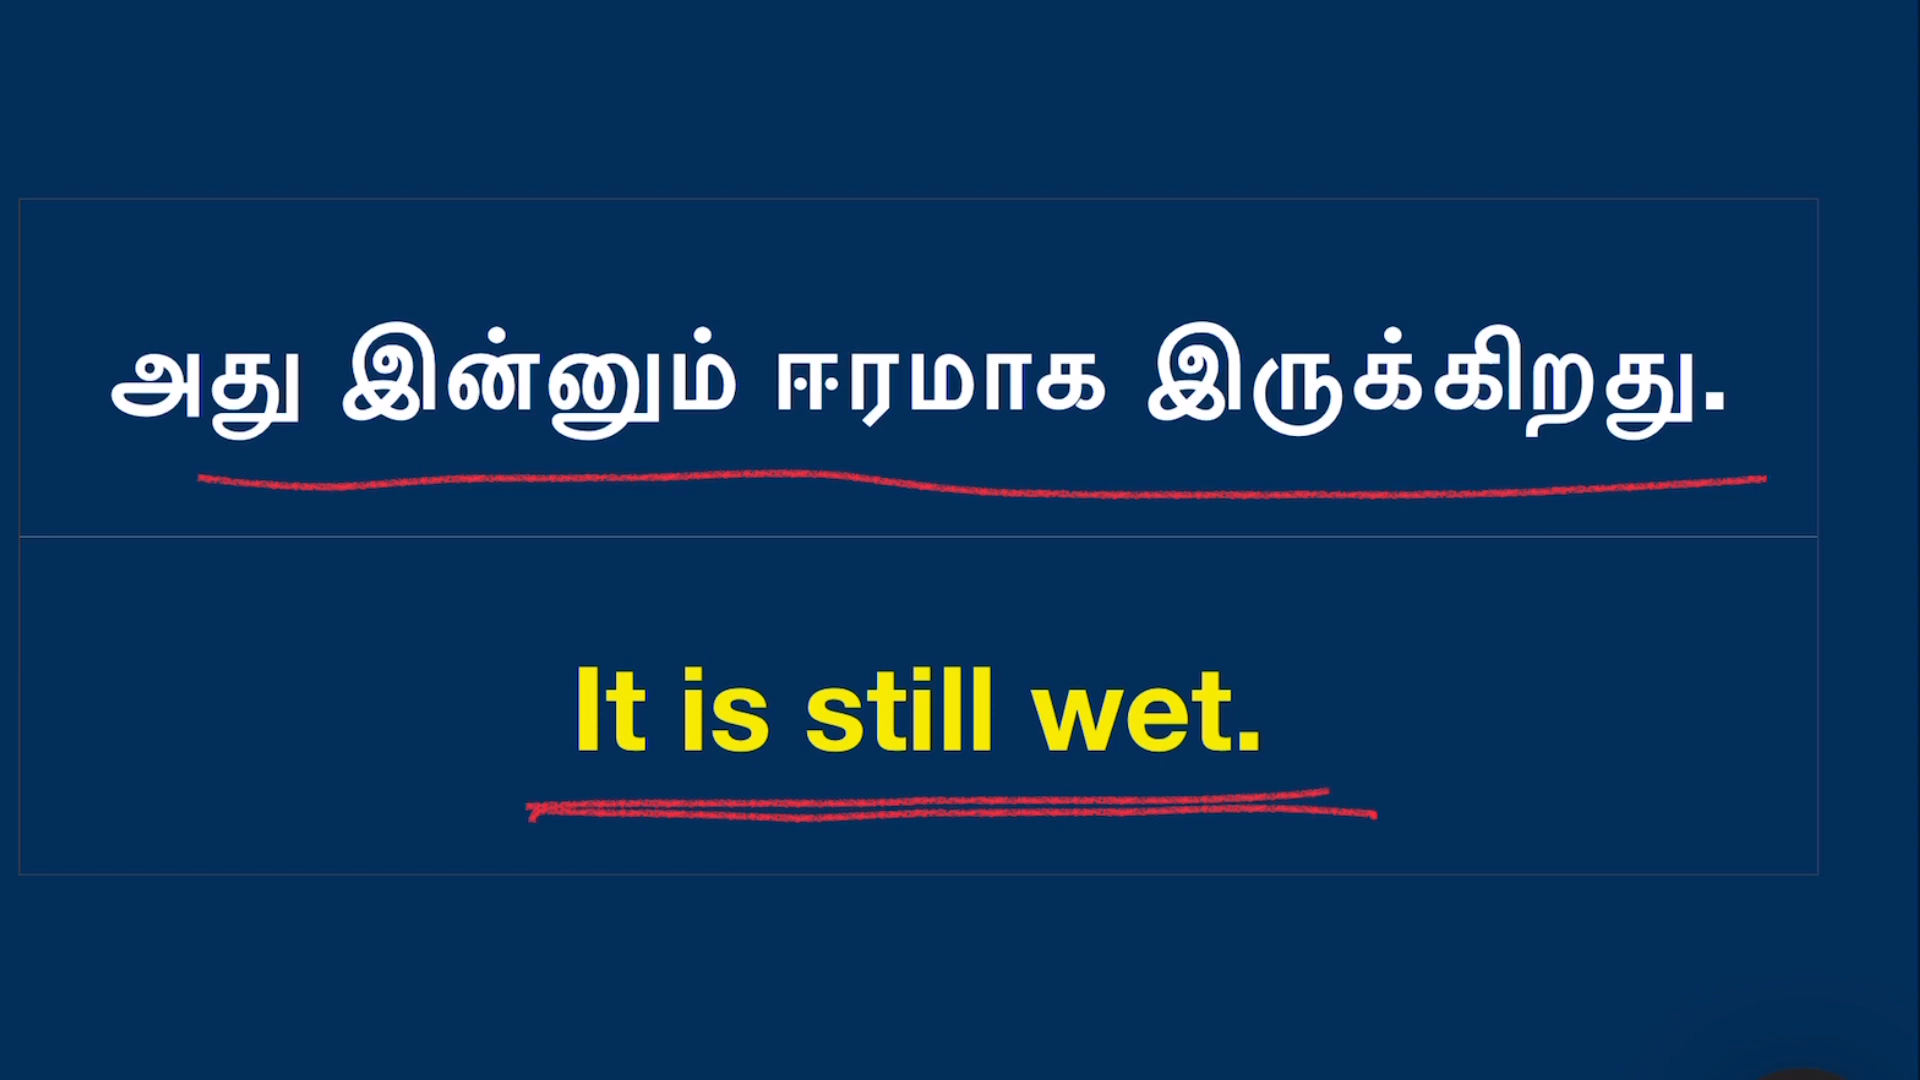 அது இன்னும் ஈரமாக இருக்கிறது.
It is still wet.